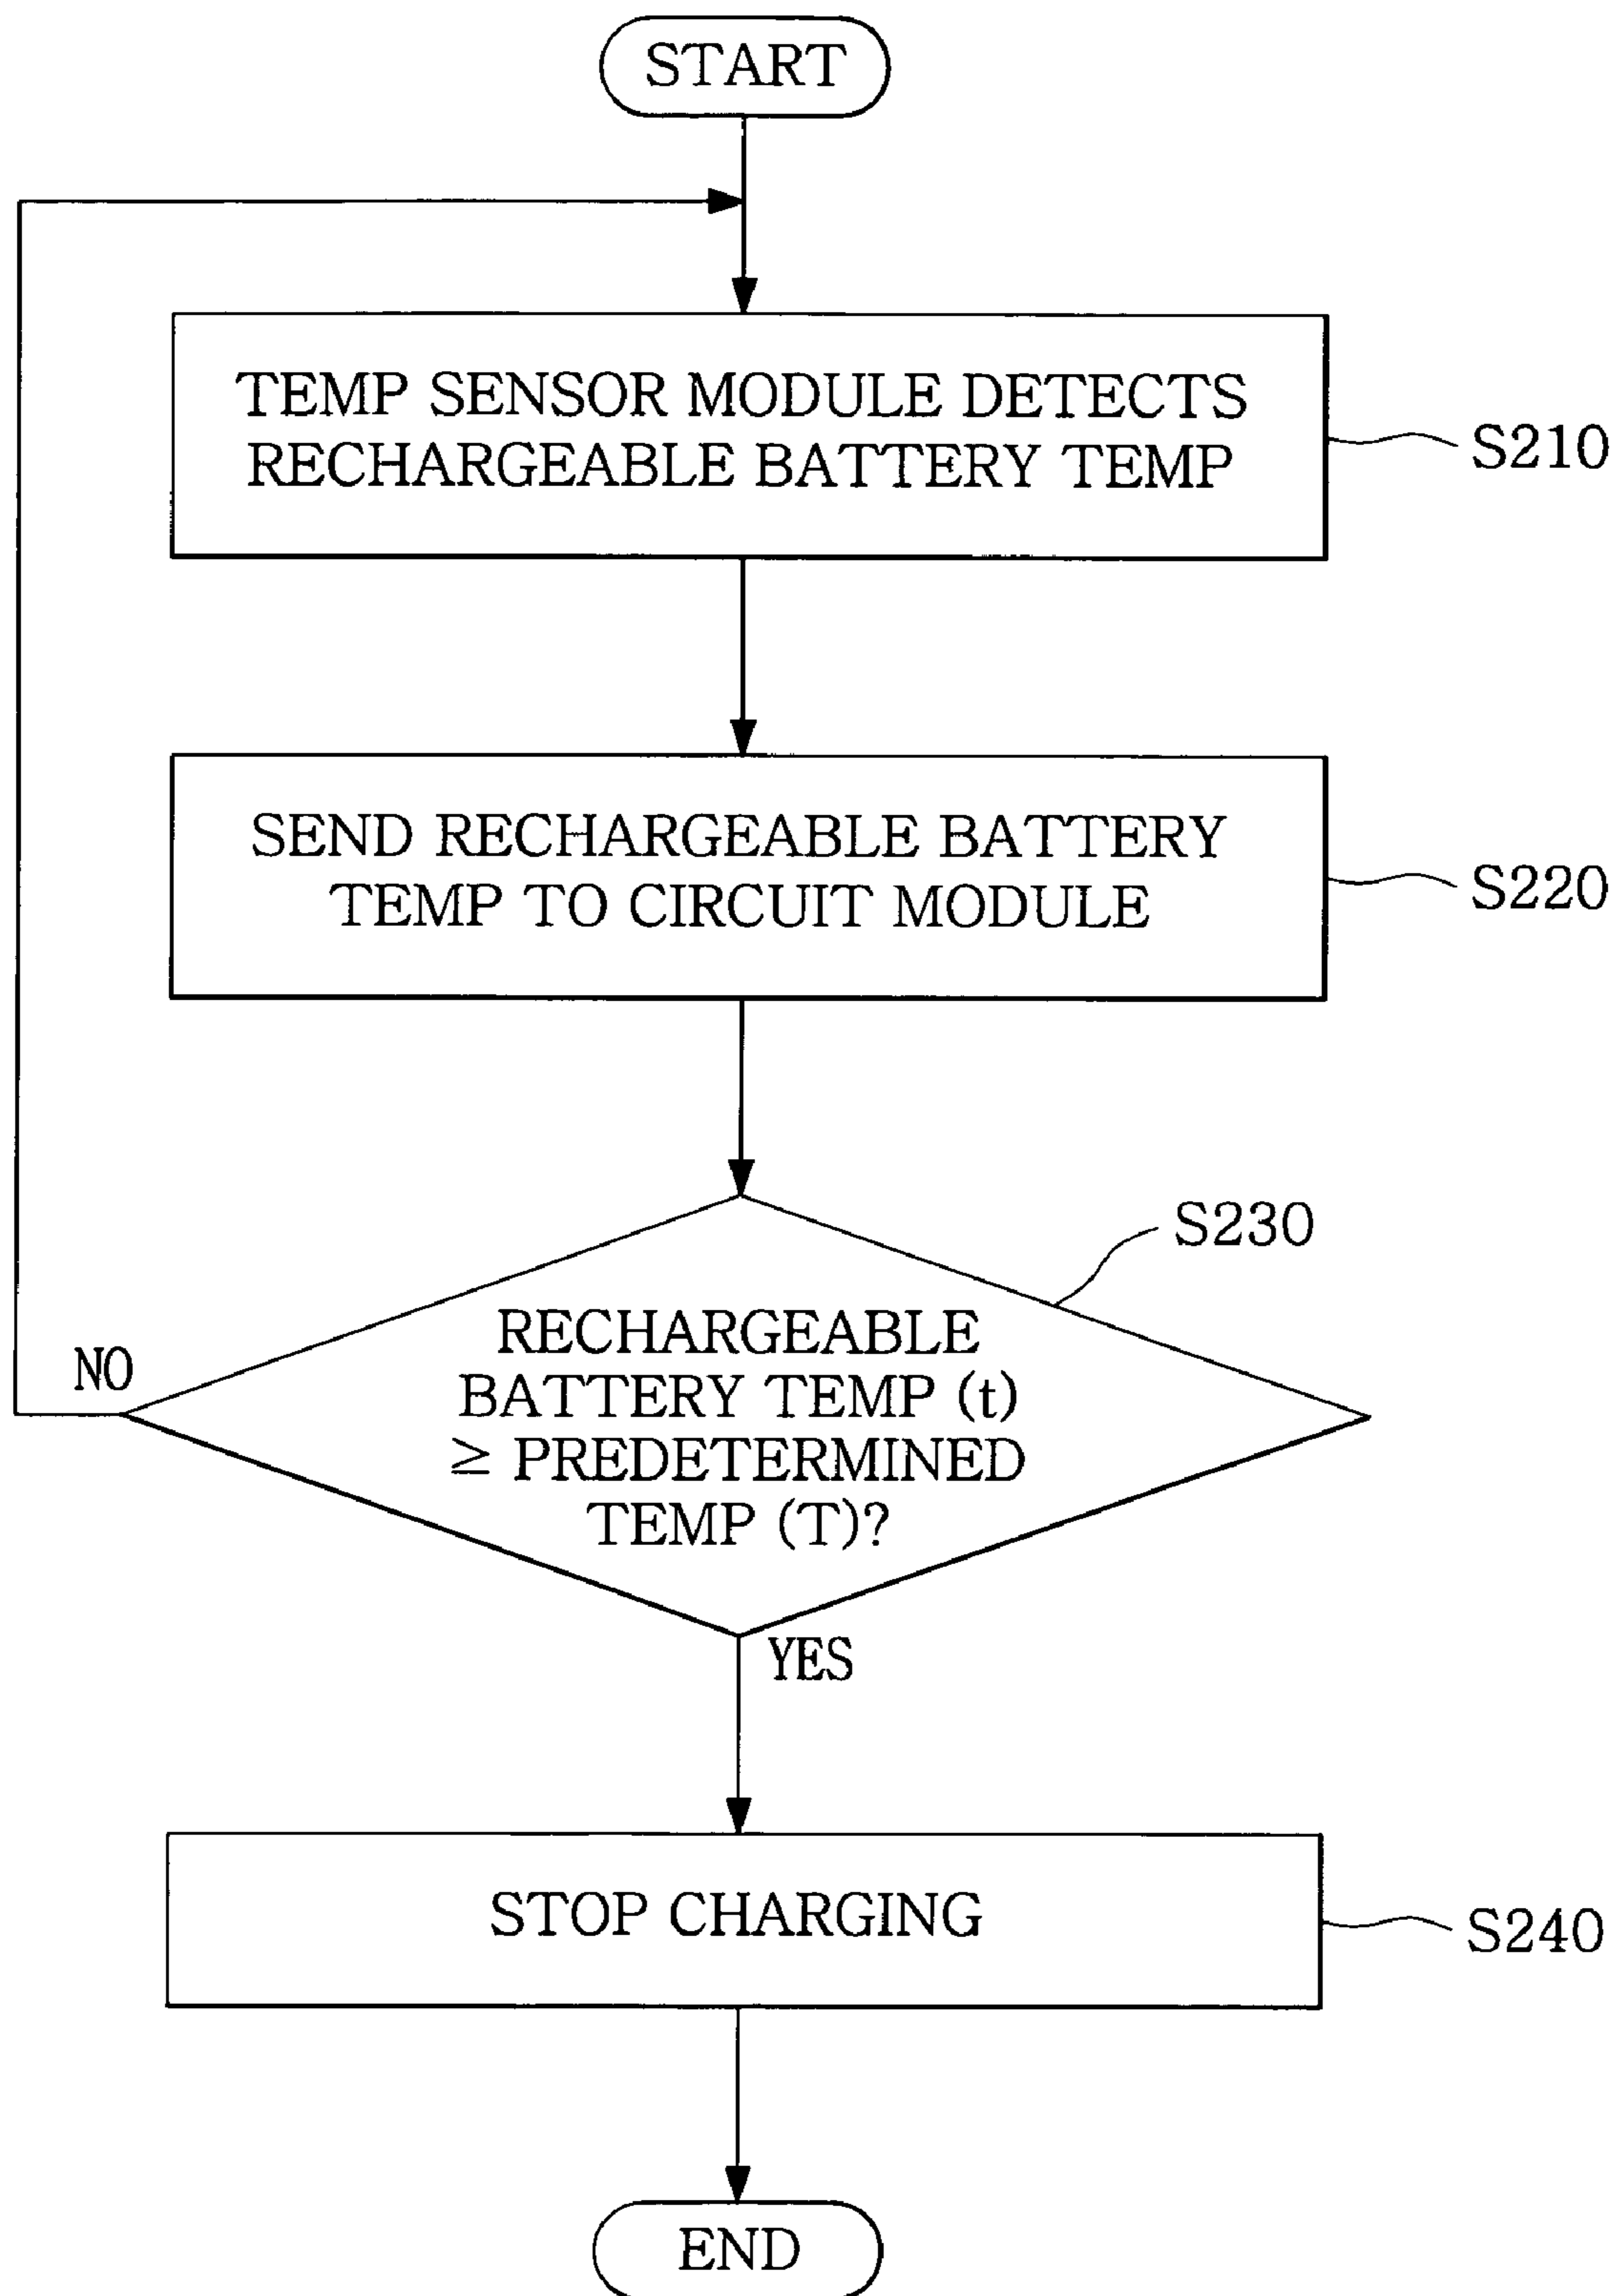 START
TEMP SENSOR MODULE DETECTS
RECHARGEABLE BATTERY TEMP
S210
SEND RECHARGEABLE BATTERY
TEMP TO CIRCUIT MODULE
S220
S230
RECHARGEABLE
BATTERY TEMP (t)
≥ PREDETERMINED
TEMP (T)?
NO
YES
STOP CHARGING
S240
END